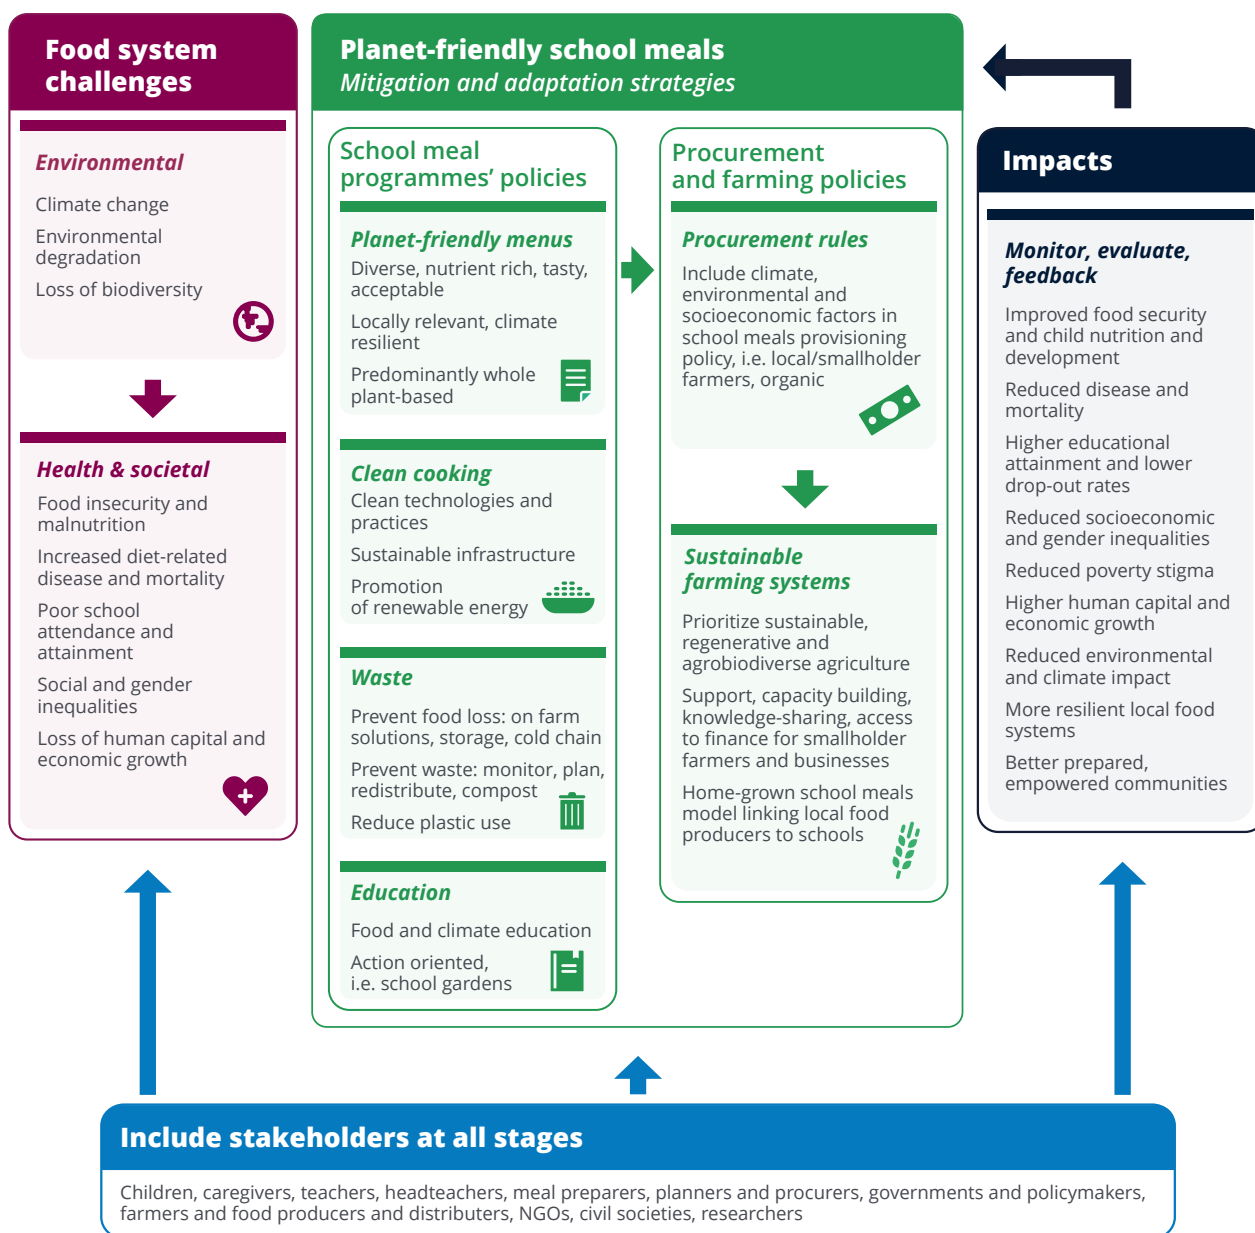 Food system
challenges
Environmental
Climate change
Environmental
degradation
Loss of biodiversity
Health & societal
Food insecurity and
malnutrition
Increased diet-related
disease and mortality
Poor school
attendance and
attainment
Social and gender
inequalities
Loss of human capital and
economic growth
Planet-friendly school meals
Mitigation and adaptation strategies
School meal
programmes’ policies
Planet-friendly menus
Diverse, nutrient rich, tasty,
acceptable
Locally relevant, climate
resilient
Predominantly whole
plant-based
Clean cooking
Clean technologies and
practices
Sustainable infrastructure
Promotion
of renewable energy
Waste
Prevent food loss: on farm
solutions, storage, cold chain
Prevent waste: monitor, plan,
redistribute, compost
Reduce plastic use
Education
Food and climate education
Action oriented,
i.e. school gardens
Procurement
and farming policies
Procurement rules
Include climate,
environmental and
socioeconomic factors in
school meals provisioning
policy, i.e. local/smallholder
farmers, organic
Sustainable
farming systems
Prioritize sustainable,
regenerative and
agrobiodiverse agriculture
Support, capacity building,
knowledge-sharing, access
to finance for smallholder
farmers and businesses
Home-grown school meals
model linking local food
producers to schools
Impacts
Monitor, evaluate,
feedback
Improved food security
and child nutrition and
development
Reduced disease and
mortality
Higher educational
attainment and lower
drop-out rates
Reduced socioeconomic
and gender inequalities
Reduced poverty stigma
Higher human capital and
economic growth
Reduced environmental
and climate impact
More resilient local food
systems
Better prepared,
empowered communities
Include stakeholders at all stages
Children, caregivers, teachers, headteachers, meal preparers, planners and procurers, governments and policymakers,
farmers and food producers and distributers, NGOs, civil societies, researchers